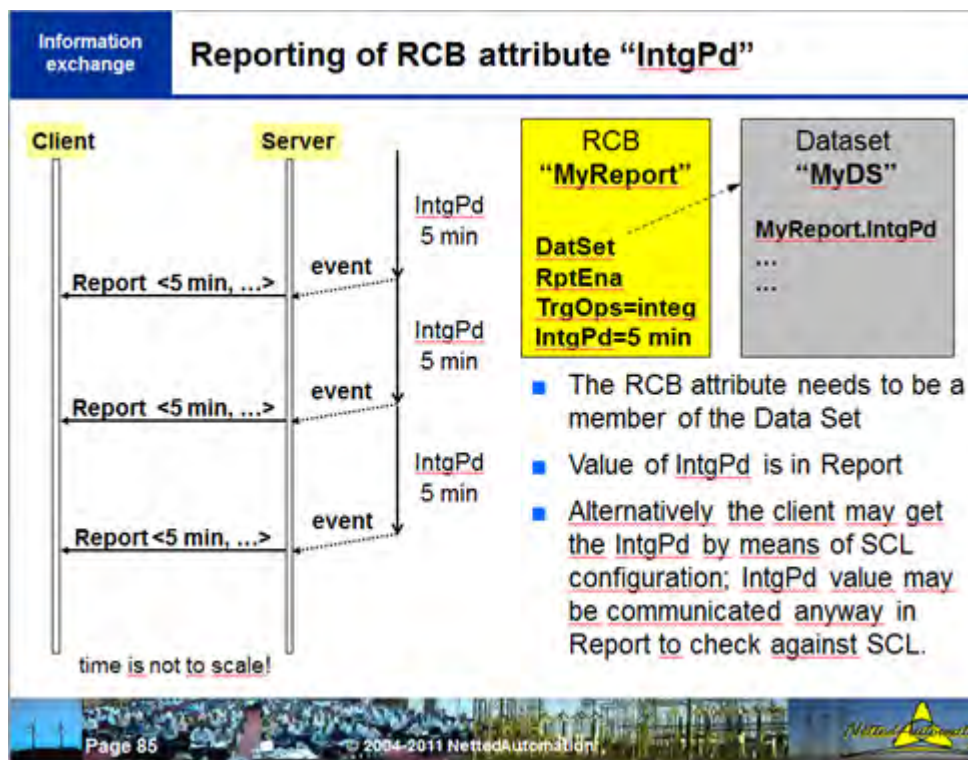 Information
exchange
Reporting of RCB attribute “IntgPd”
Client
Server
IntgPd
5 min
event
Report <5 min, ...>
IntgPd
5 min
event
Report <5 min, ...>
IntgPd
5 min
event
Report <5 min, ...>
time is not to scale!
RCB
“MyReport”
DatSet
RptEna
TrgOps=integ
IntgPd=5 min
Dataset
“MyDS”
MyReport.IntgPd
...
...
■ The RCB attribute needs to be a
member of the Data Set
■ Value of IntgPd is in Report
■ Alternatively the client may get
the IntgPd by means of SCL
configuration; IntgPd value may
be communicated anyway in
Report to check against SCL.
Page 85
© 2004-2011 NettedAutomation